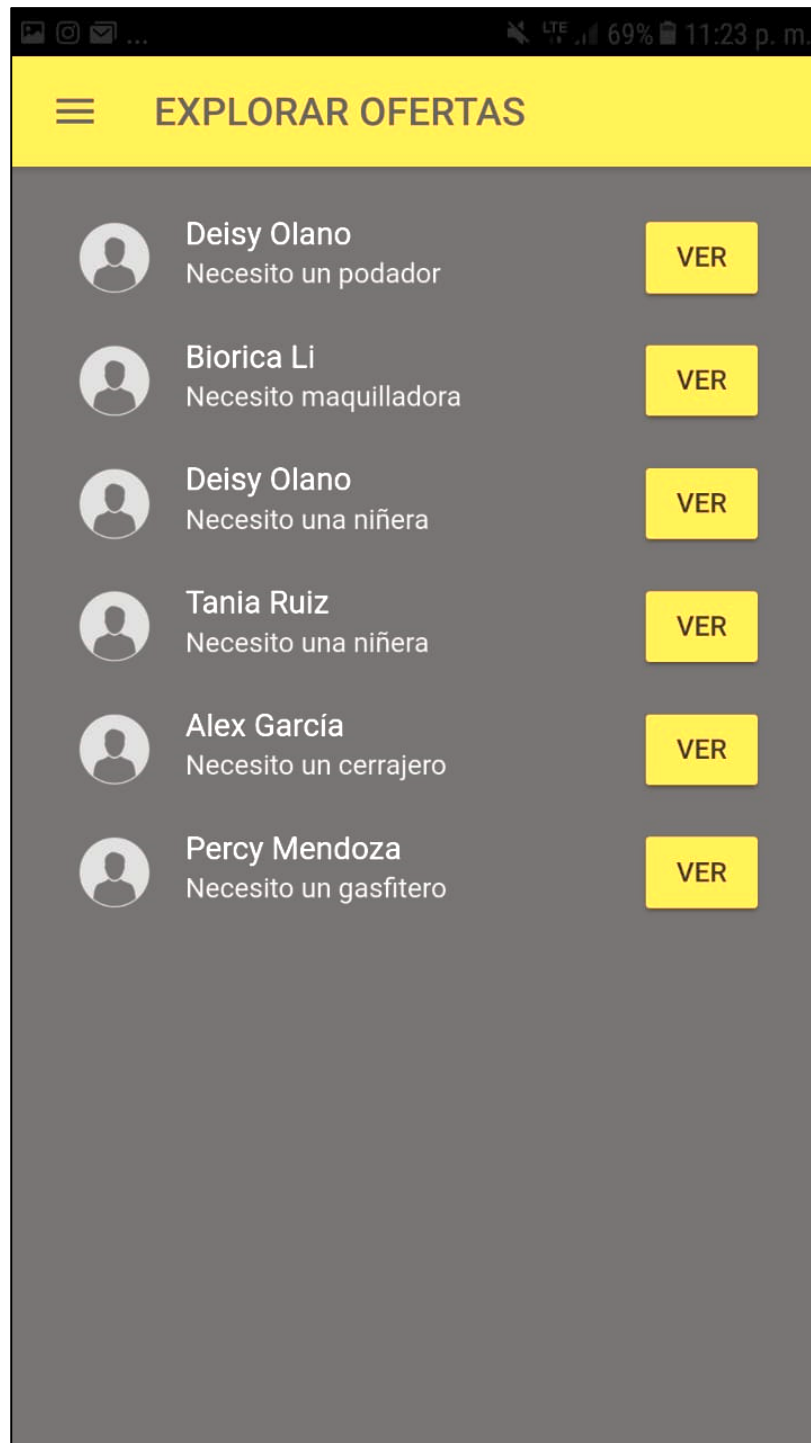 ... LTE 69% 11:23 p. m.
EXPLORAR OFERTAS
Deisy Olano
Necesito un podador
VER
Biorica Li
Necesito maquilladora
VER
Deisy Olano
Necesito una niñera
VER
Tania Ruiz
Necesito una niñera
VER
Alex García
Necesito un cerrajero
VER
Percy Mendoza
Necesito un gasfitero
VER